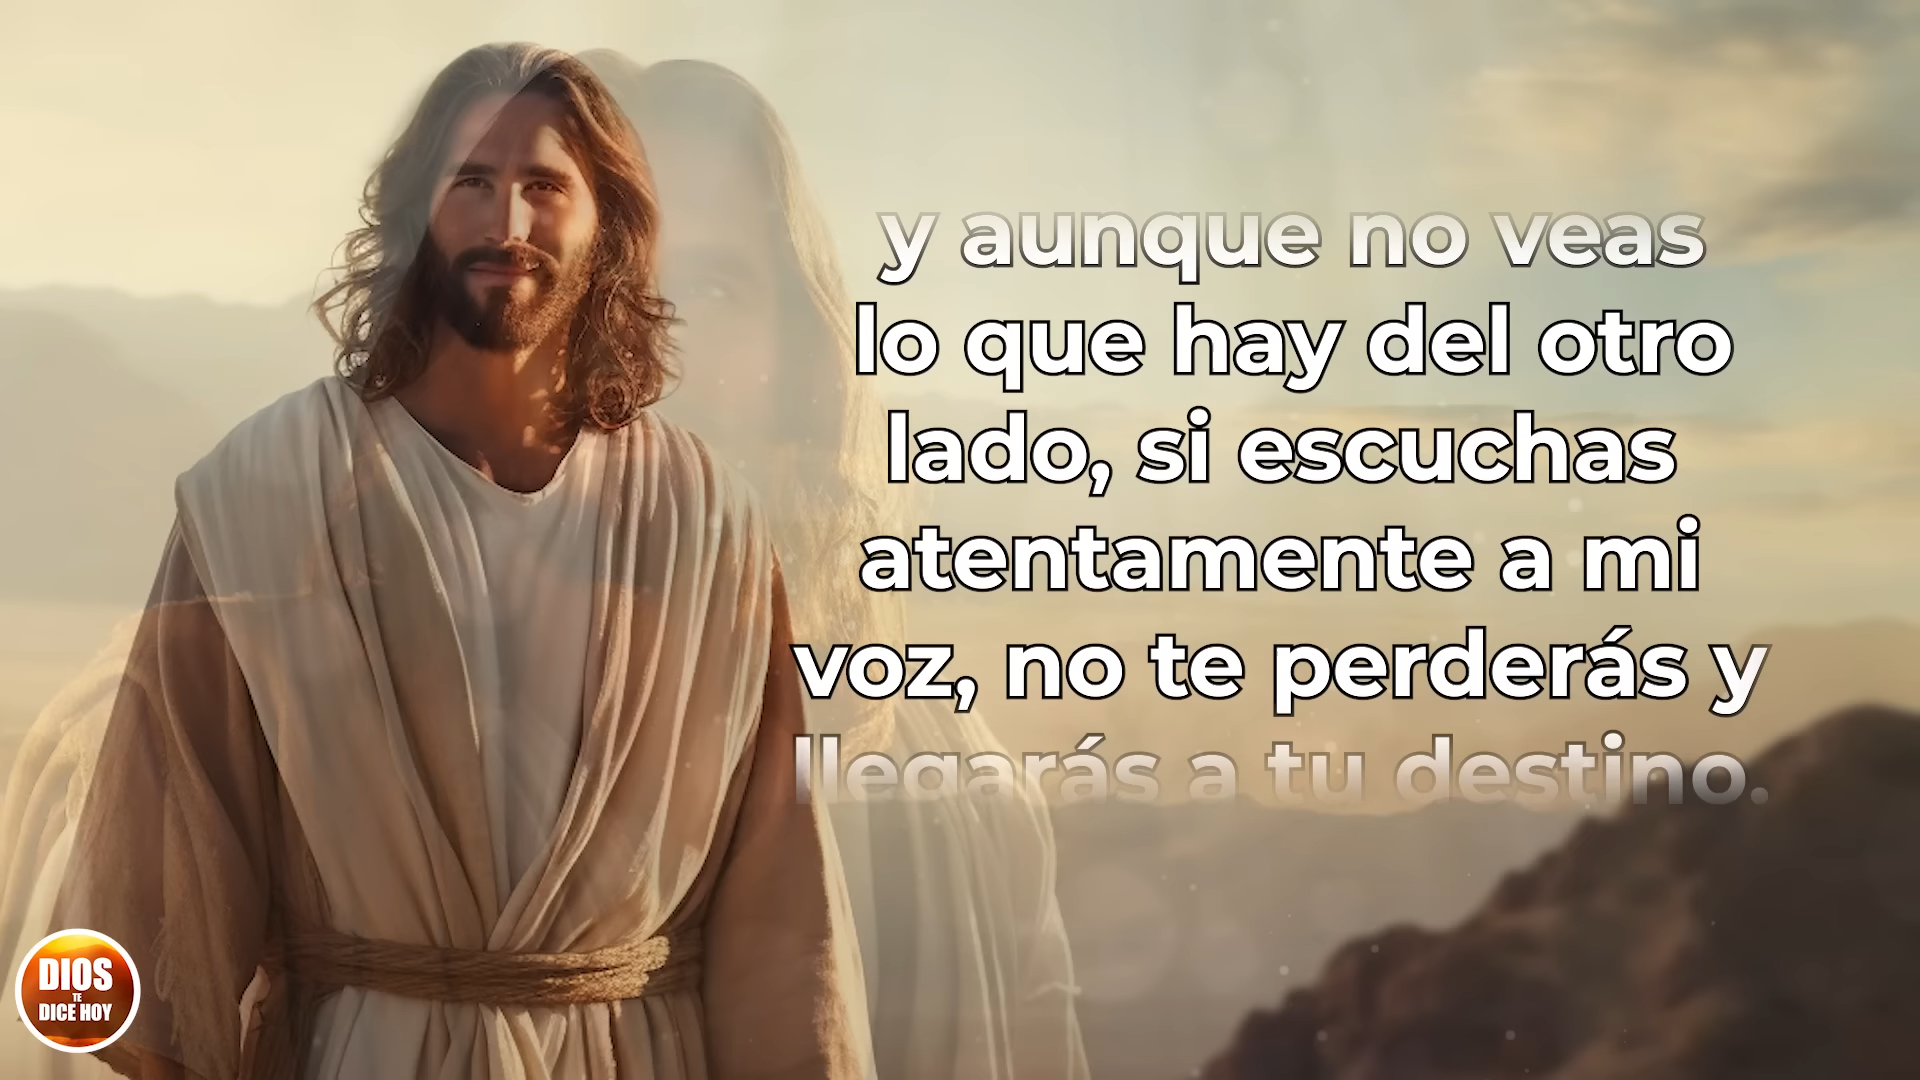 y aunque no veas
lo que hay del otro
lado, si escuchas
atentamente a mi
voz, no te perderás y
llegarás a tu destino.
DIOS
TE
DICE HOY